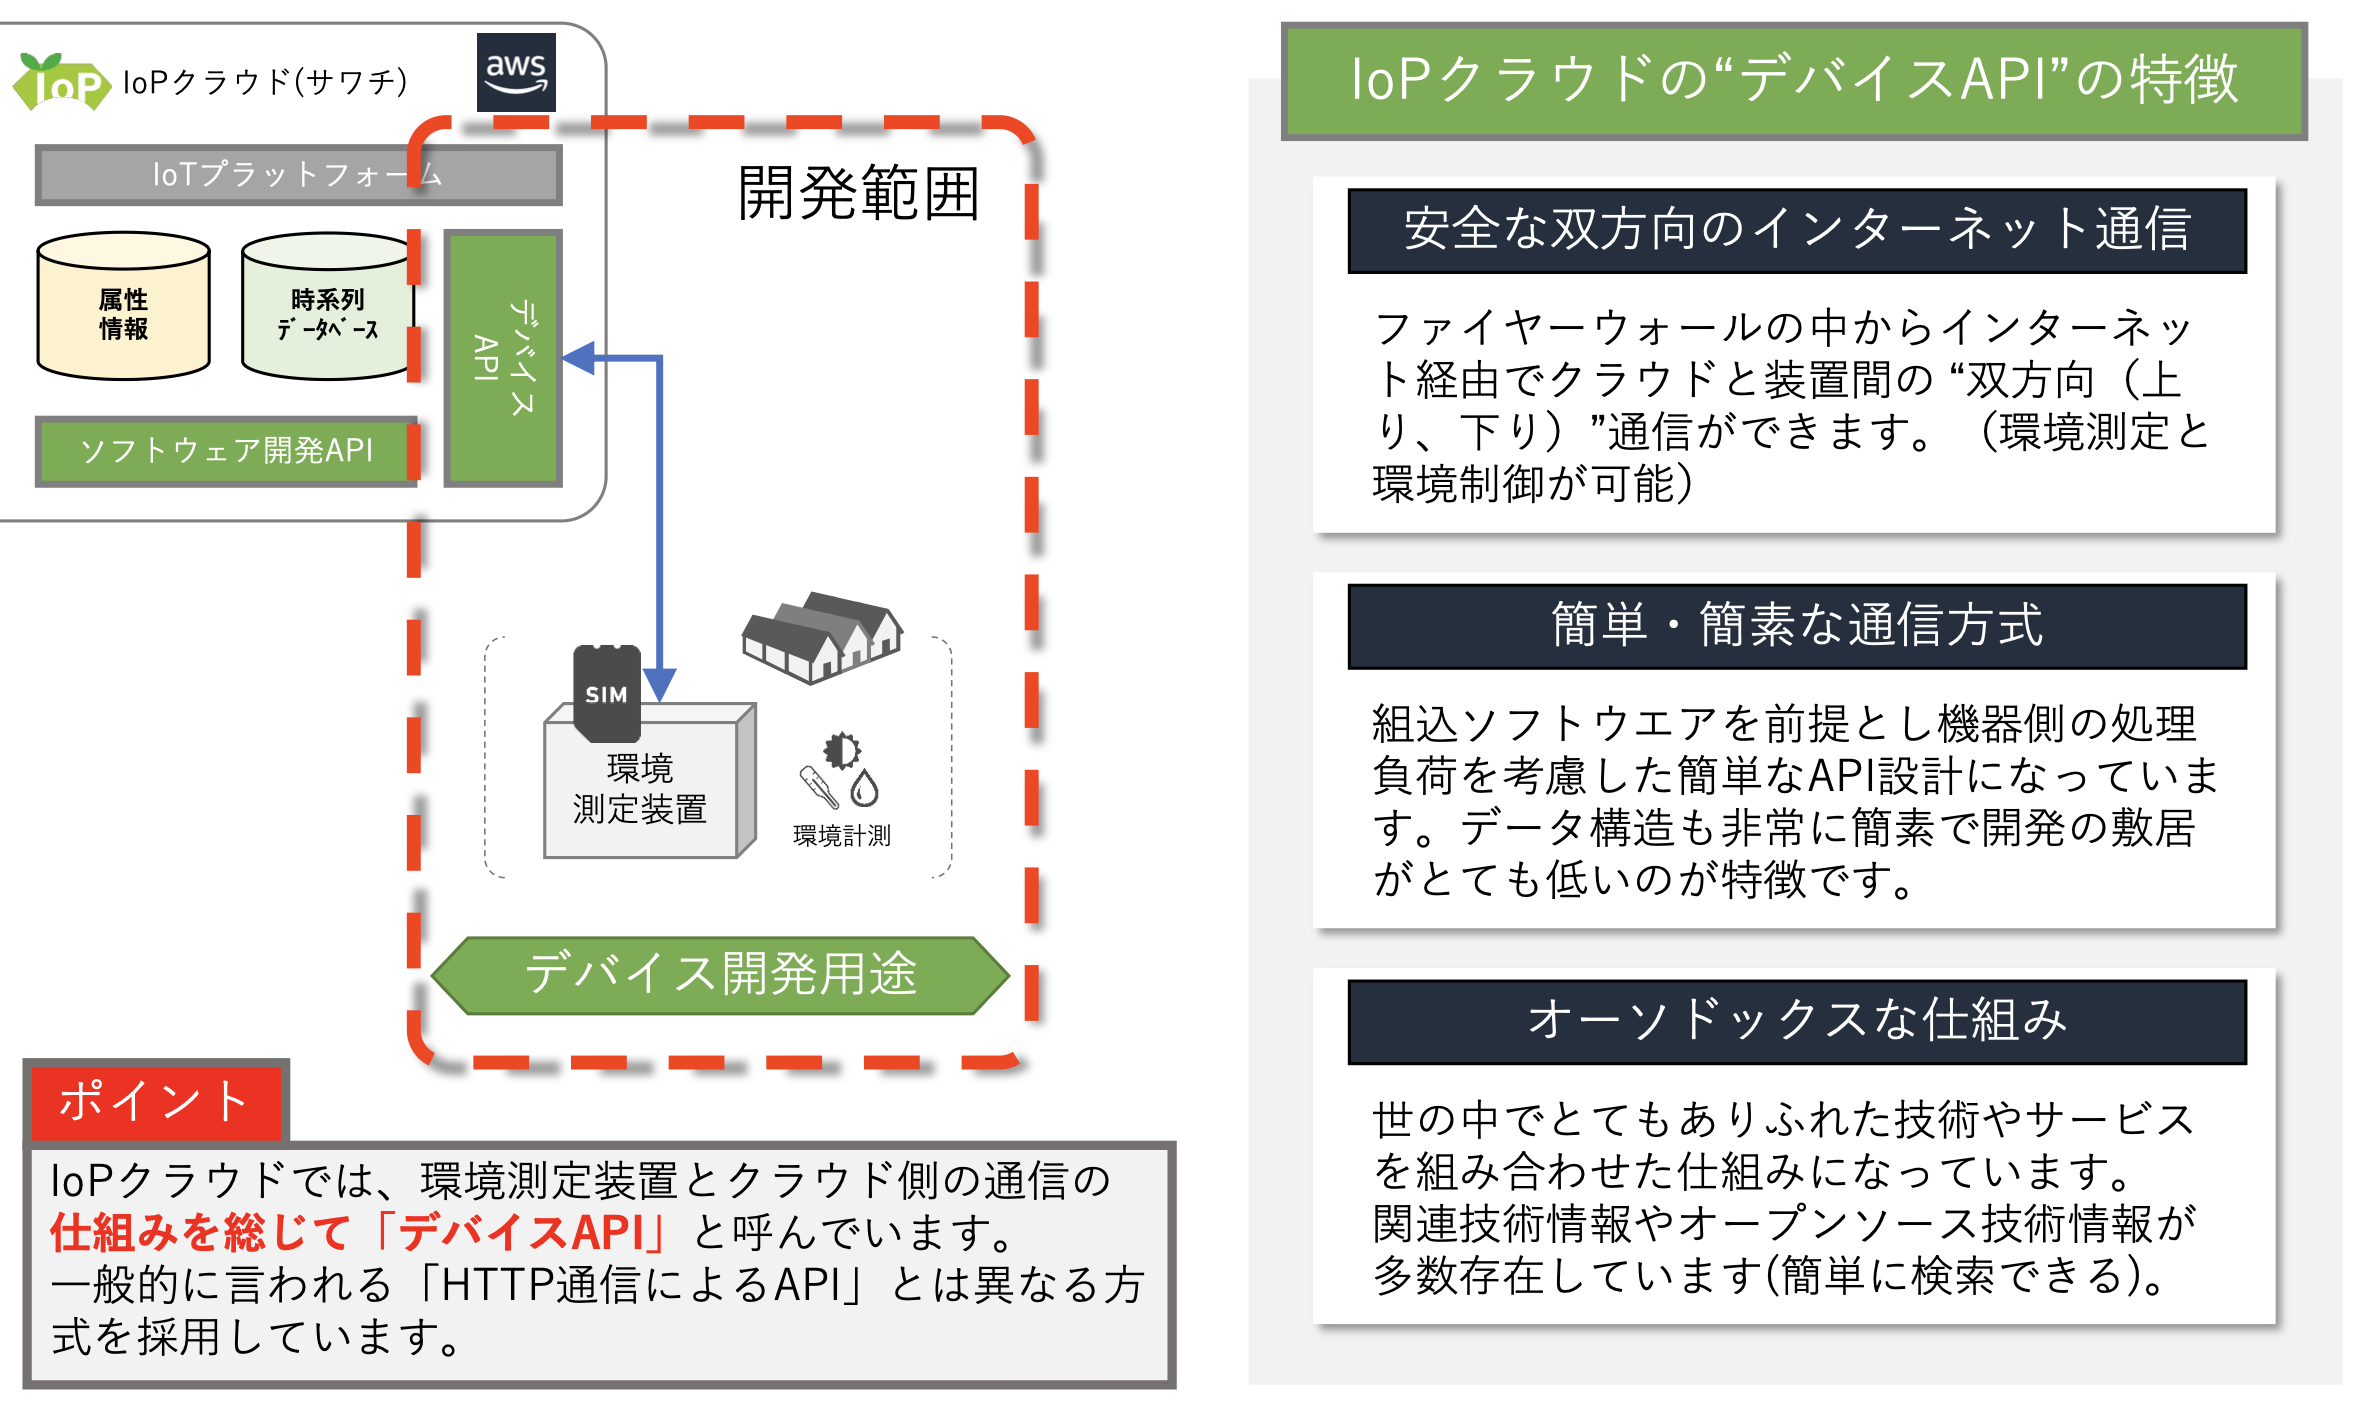 IoP
IoPクラウド(サワチ)
aws
IoTプラットフォーム
属性
情報
時系列
ﾃﾞｰﾀﾍﾞｰｽ
デバイス
API
ソフトウェア開発API
開発範囲
SIM
環境
測定装置
環境計測
デバイス開発用途
ポイント
IoPクラウドでは、環境測定装置とクラウド側の通信の
仕組みを総じて「デバイスAPI」と呼んでいます。
一般的に言われる「HTTP通信によるAPI」とは異なる方
式を採用しています。
IoPクラウドの“デバイスAPI”の特徴
安全な双方向のインターネット通信
ファイヤーウォールの中からインターネッ
ト経由でクラウドと装置間の “双方向（上
り、下り）”通信ができます。（環境測定と
環境制御が可能）
簡単・簡素な通信方式
組込ソフトウエアを前提とし機器側の処理
負荷を考慮した簡単なAPI設計になっていま
す。データ構造も非常に簡素で開発の敷居
がとても低いのが特徴です。
オーソドックスな仕組み
世の中でとてもありふれた技術やサービス
を組み合わせた仕組みになっています。
関連技術情報やオープンソース技術情報が
多数存在しています(簡単に検索できる)。